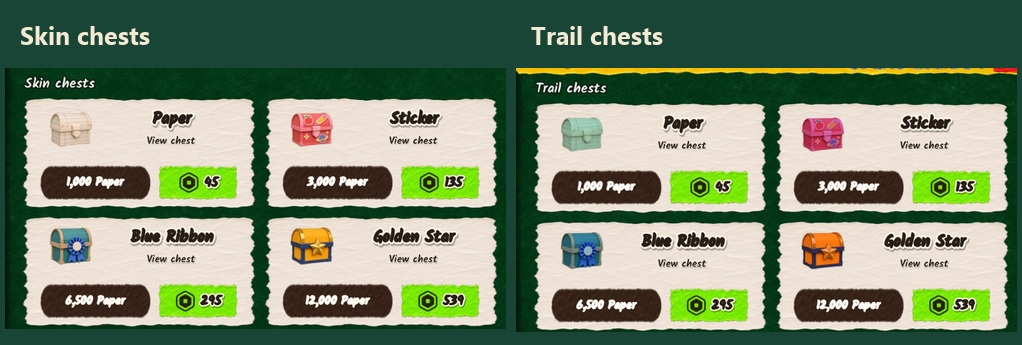 Skin chests
Skin chests
Paper
View chest
1,000 Paper
45
Sticker
View chest
3,000 Paper
135
Blue Ribbon
View chest
6,500 Paper
295
Golden Star
View chest
12,000 Paper
539
Trail chests
Trail chests
Paper
View chest
1,000 Paper
45
Sticker
View chest
3,000 Paper
135
Blue Ribbon
View chest
6,500 Paper
295
Golden Star
View chest
12,000 Paper
539